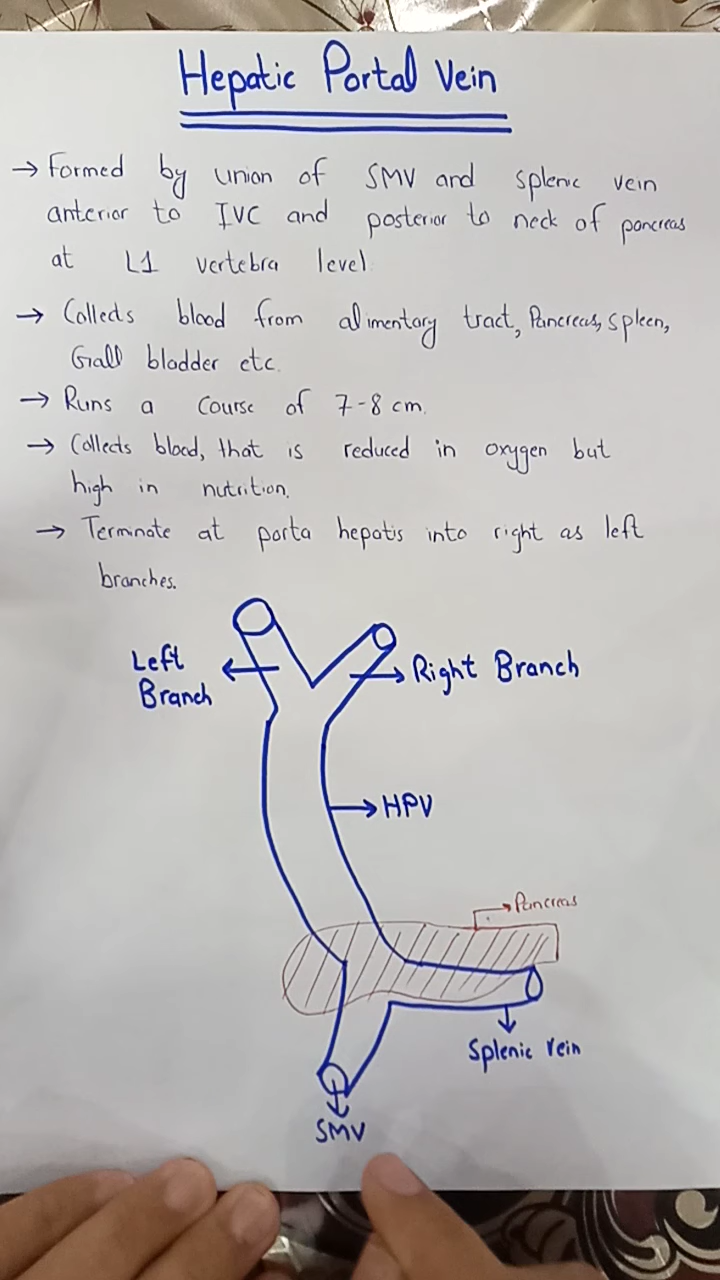 Hepatic Portal Vein
→ Formed by union of SMV and splenic vein
anterior to IVC and posterior to neck of pancreas
at L1 vertebra level
→ Collects blood from alimentary tract, Pancreas, Spleen,
Gall bladder etc.
→ Runs a course of 7-8 cm.
→ Collects blood, that is reduced in oxygen but
high in nutrition.
→ Terminate at porta hepatis into right as left
branches.
Left
Branch
Right Branch
HPV
Pancreas
Splenic vein
SMV